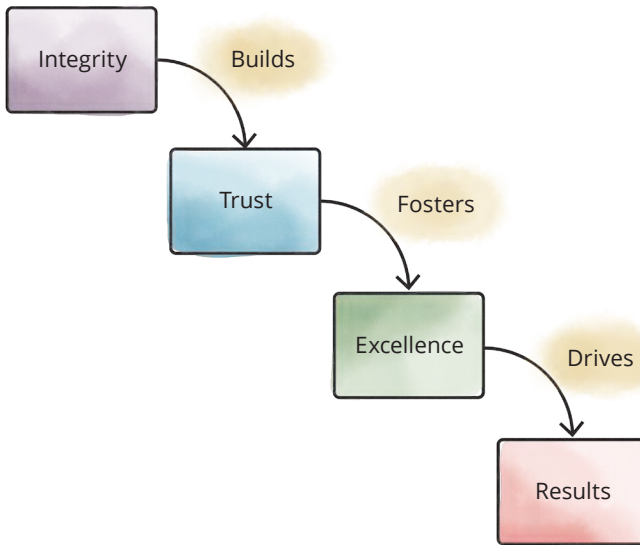 Integrity
Builds
Trust
Fosters
Excellence
Drives
Results